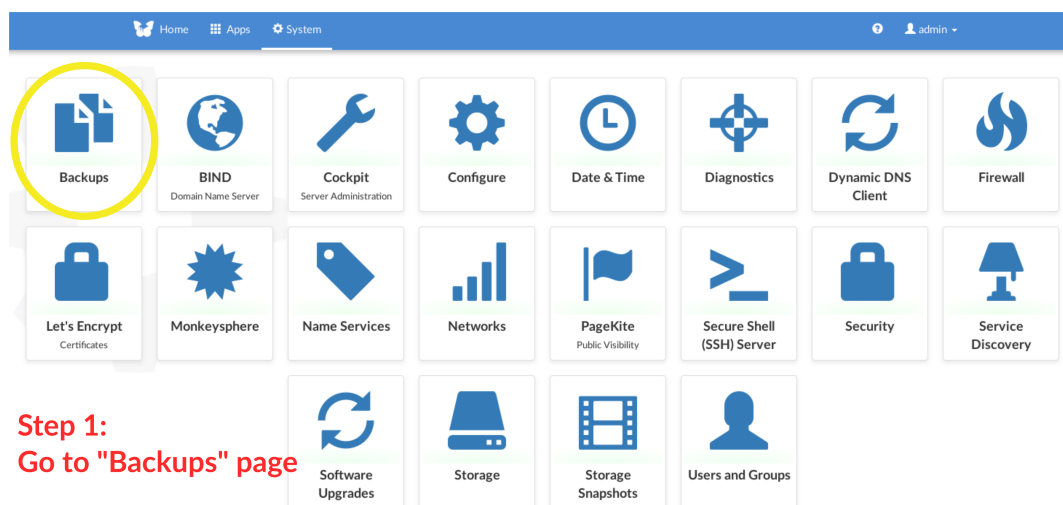 Home Apps System admin
Backups
BIND
Domain Name Server
Cockpit
Server Administration
Configure
Date & Time
Diagnostics
Dynamic DNS
Client
Firewall
Let's Encrypt
Certificates
Monkeysphere
Name Services
Networks
PageKite
Public Visibility
Secure Shell
(SSH) Server
Security
Service
Discovery
Step 1:
Go to "Backups" page
Software
Upgrades
Storage
Storage
Snapshots
Users and Groups